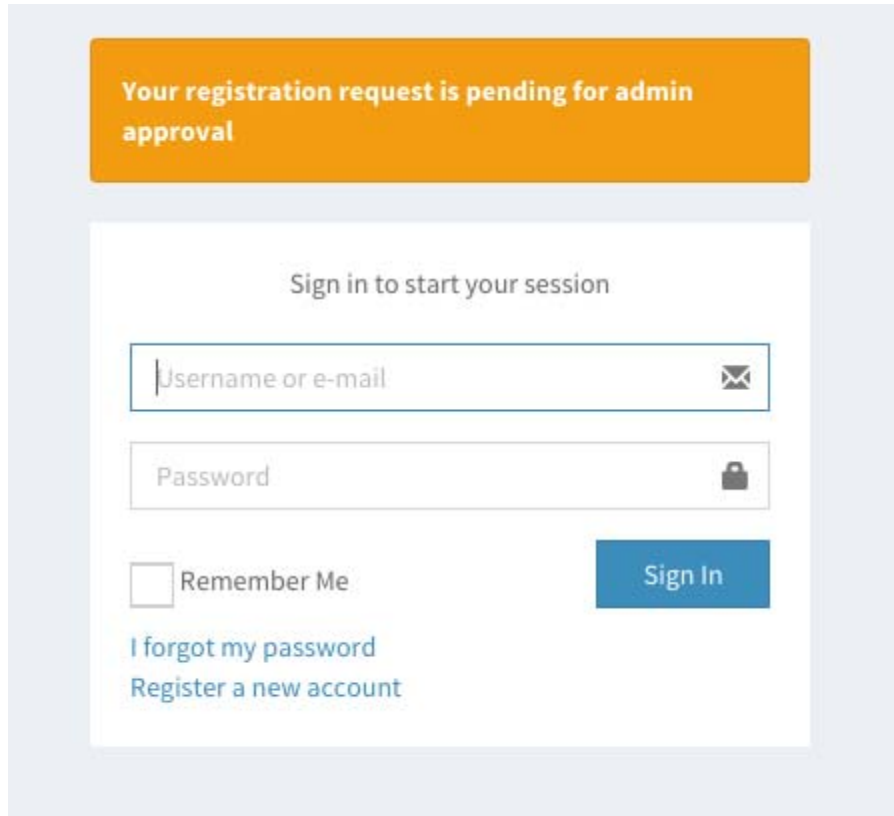 Your registration request is pending for admin
approval
Sign in to start your session
Username or e-mail
Password
Remember Me
Sign In
I forgot my password
Register a new account